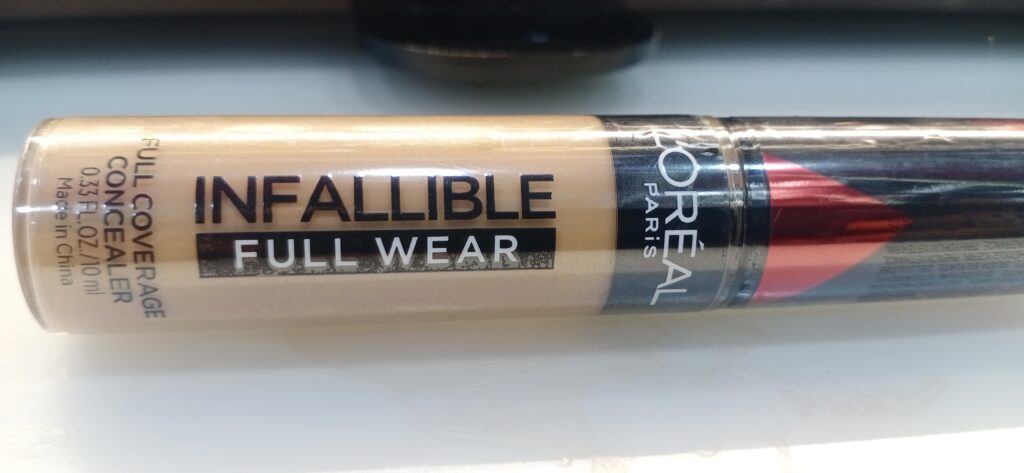 INFALLIBLE
FULL WEAR
FULL COVERAGE
CONCEALER
0.33 FL.OZ./10 ml
Made in China
L'ORÉAL
PARiS